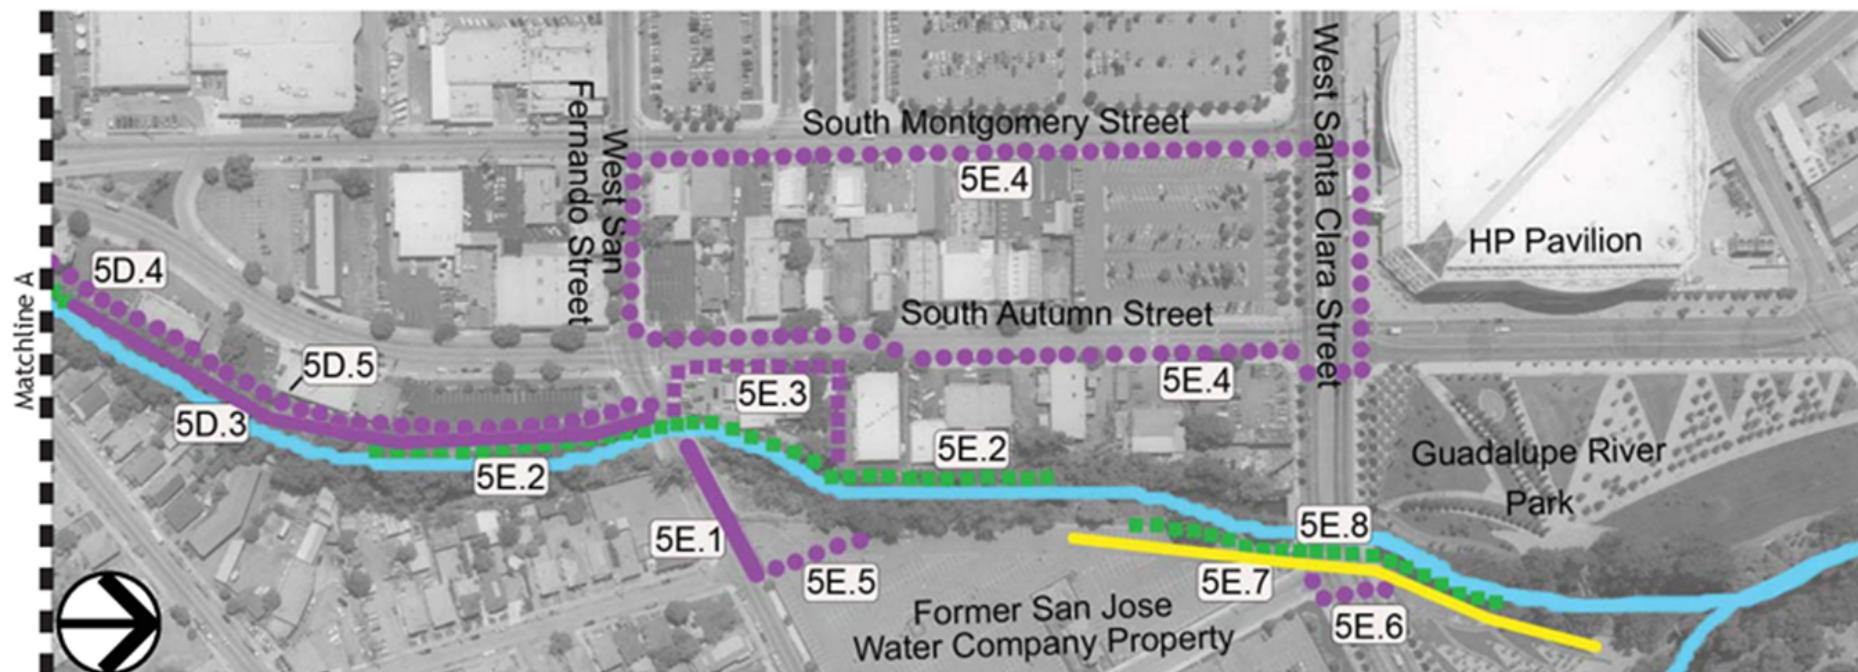 South Montgomery Street
5E.4
West San
Fernando Street
West Santa Clara Street
HP Pavilion
Matchline A
5D.4
South Autumn Street
5D.5
5E.3
5E.4
5D.3
5E.2
5E.2
Guadalupe River
Park
5E.1
5E.8
5E.5
5E.7
Former San Jose
Water Company Property
5E.6